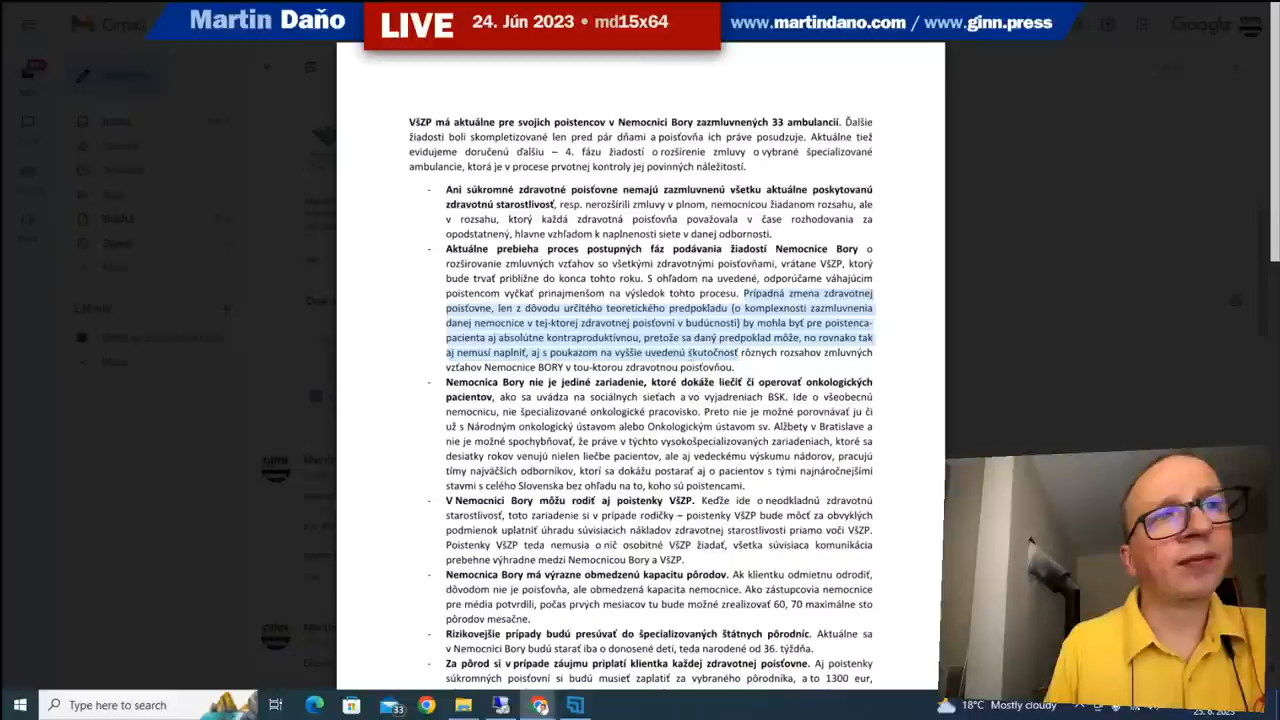 Martin Daňo
LIVE
24. Jún 2023 • md15x64
www.martindano.com / www.ginn.press
Gmail
Google
VšZP má aktuálne pre svojich poistencov v Nemocnici Bory zazmluvnených 33 ambulancií. Ďalšie
žiadosti boli skompletizované len pred pár dňami a poisťovňa ich práve posudzuje. Aktuálne tiež
evidujeme doručenú ďalšiu – 4. fázu žiadostí o rozšírenie zmluvy o vybrané špecializované
ambulancie, ktorá je v procese prvotnej kontroly jej povinných náležitostí.
- Ani súkromné zdravotné poisťovne nemajú zazmluvnenú všetku aktuálne poskytovanú
zdravotnú starostlivosť, resp. nerozšírili zmluvy v plnom, nemocnicou žiadanom rozsahu, ale
v rozsahu, ktorý každá zdravotná poisťovňa považovala v čase rozhodovania za
opodstatnený, hlavne vzhľadom k naplnenosti siete v danej odbornosti.
- Aktuálne prebieha proces postupných fáz podávania žiadostí Nemocnice Bory o
rozširovanie zmluvných vzťahov so všetkými zdravotnými poisťovňami, vrátane VšZP, ktorý
bude trvať približne do konca tohto roku. S ohľadom na uvedené, odporúčame váhajúcim
poistencom vyčkať prinajmenšom na výsledok tohto procesu. Prípadná zmena zdravotnej
poisťovne, len z dôvodu určitého teoretického predpokladu (o komplexnosti zazmluvnenia
danej nemocnice v tej-ktorej zdravotnej poisťovni v budúcnosti) by mohla byť pre poistenca-
pacienta aj absolútne kontraproduktívnou, pretože sa daný predpoklad môže, no rovnako tak
aj nemusí naplniť, aj s poukazom na vyššie uvedenú skutočnosť rôznych rozsahov zmluvných
vzťahov Nemocnice BORY v tou-ktorou zdravotnou poisťovňou.
- Nemocnica Bory nie je jediné zariadenie, ktoré dokáže liečiť či operovať onkologických
pacientov, ako sa uvádza na sociálnych sieťach a vo vyjadreniach BSK. Ide o všeobecnú
nemocnicu, nie špecializované onkologické pracovisko. Preto nie je možné porovnávať ju či
už s Národným onkologický ústavom alebo Onkologickým ústavom sv. Alžbety v Bratislave a
nie je možné spochybňovať, že práve v týchto vysokošpecializovaných zariadeniach, ktoré sa
desiatky rokov venujú nielen liečbe pacientov, ale aj vedeckému výskumu nádorov, pracujú
tímy najväčších odborníkov, ktorí sa dokážu postarať aj o pacientov s tými najnáročnejšími
stavmi s celého Slovenska bez ohľadu na to, koho sú poistencami.
- V Nemocnici Bory môžu rodiť aj poistenky VšZP. Keďže ide o neodkladnú zdravotnú
starostlivosť, toto zariadenie si v prípade rodičky – poistenky VšZP bude môcť za obvyklých
podmienok uplatniť úhradu súvisiacich nákladov zdravotnej starostlivosti priamo voči VšZP.
Poistenky VšZP teda nemusia o nič osobitné VšZP žiadať, všetka súvisiaca komunikácia
prebehne výhradne medzi Nemocnicou Bory a VšZP.
- Nemocnica Bory má výrazne obmedzenú kapacitu pôrodov. Ak klientku odmietnu odrodiť,
dôvodom nie je poisťovňa, ale obmedzená kapacita nemocnice. Ako zástupcovia nemocnice
pre média potvrdili, počas prvých mesiacov tu bude možné zrealizovať 60, 70 maximálne sto
pôrodov mesačne.
- Rizikovejšie prípady budú presúvať do špecializovaných štátnych pôrodníc. Aktuálne sa
v Nemocnici Bory budú starať iba o donosené deti, teda narodené od 36. týždňa.
- Za pôrod si v prípade záujmu priplatí klientka každej zdravotnej poisťovne. Aj poistenky
súkromných poisťovní si budú musieť zaplatiť za vybraného pôrodníka, a to 1300 eur,
Type here to search
33
18°C Mostly cloudy